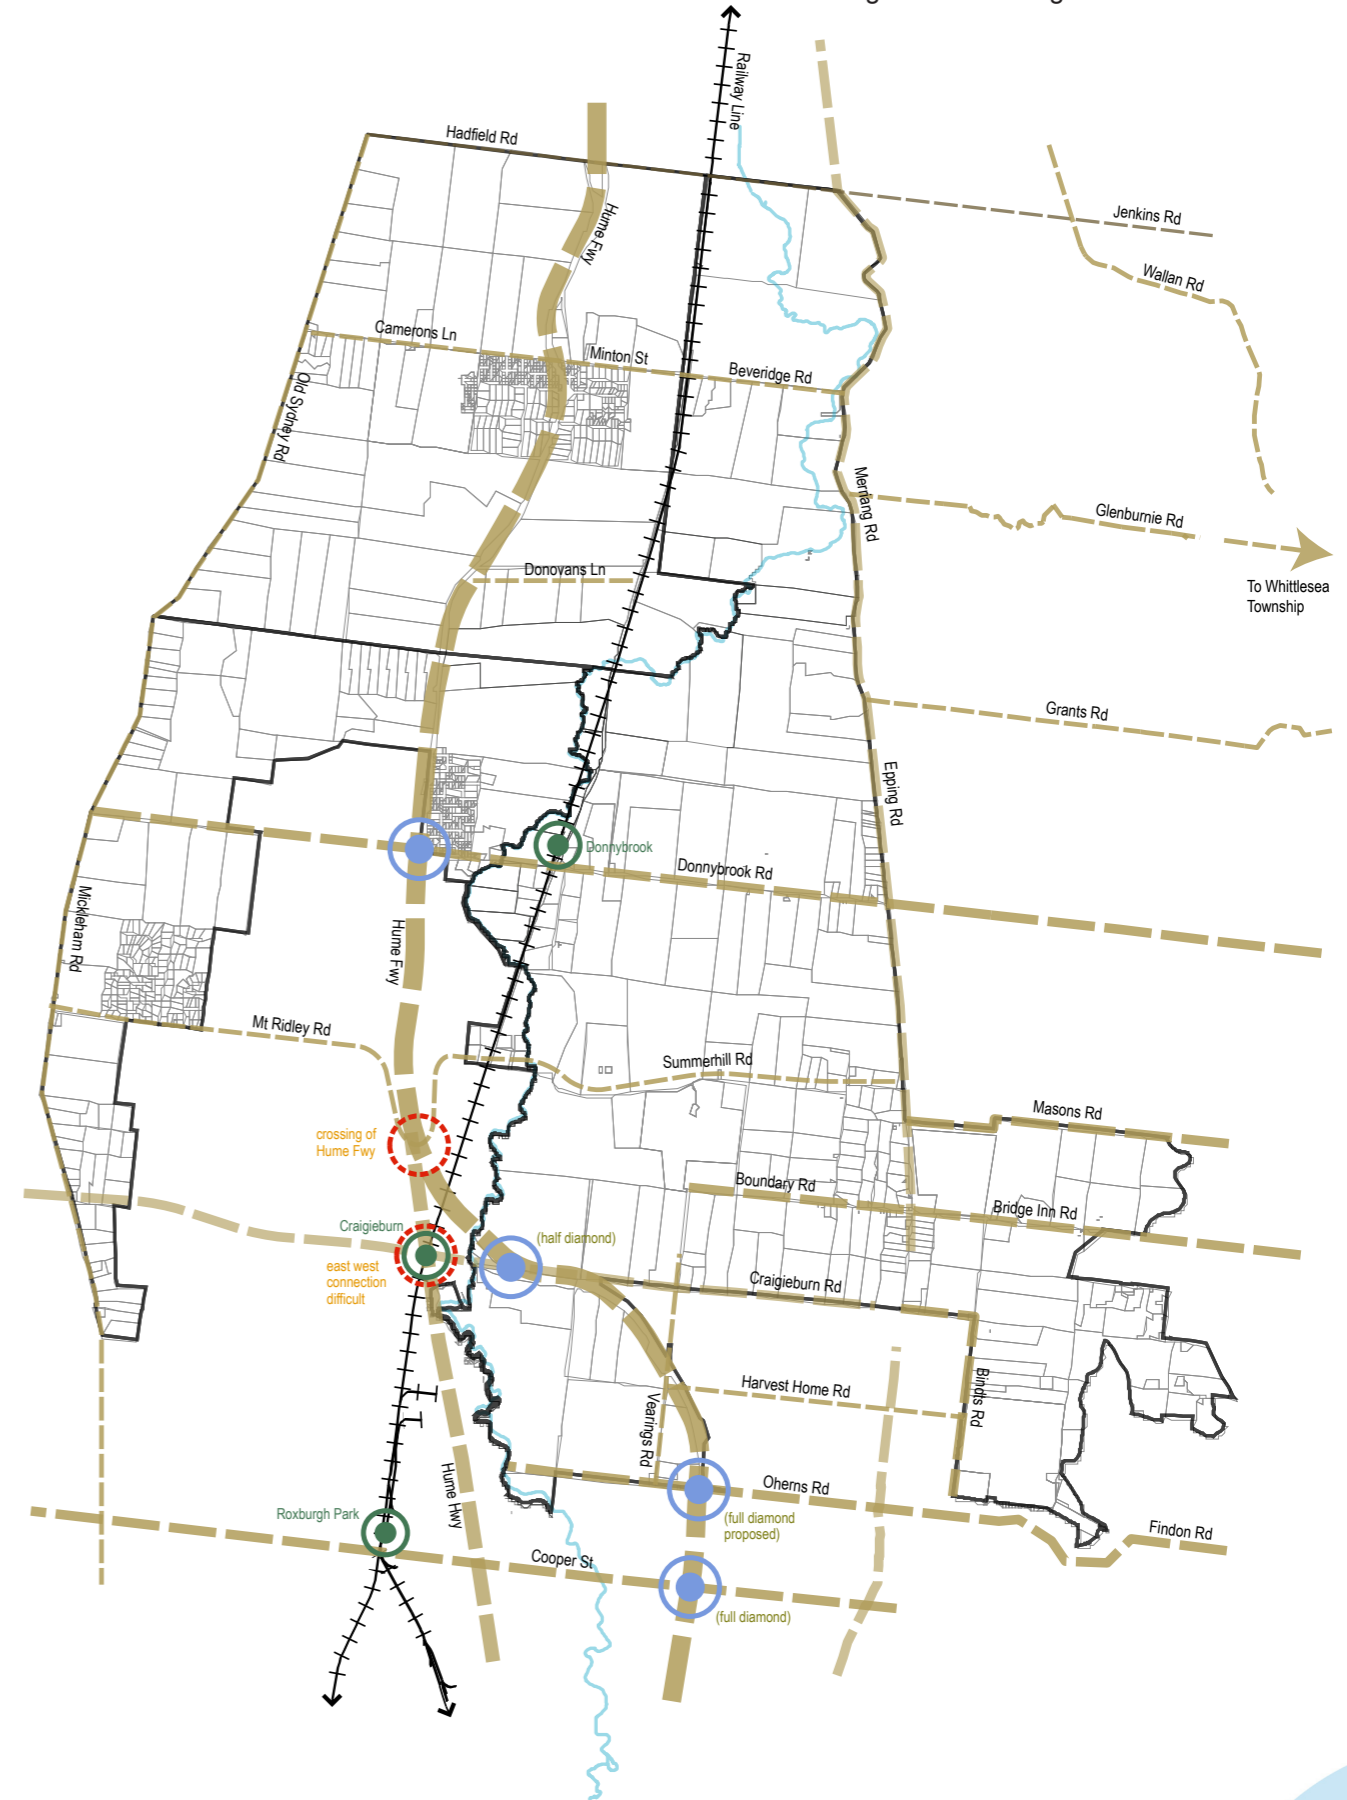 Railway Line
Hadfield Rd
Jenkins Rd
Hume Fwy
Wallan Rd
Camerons Ln
Minton St
Beveridge Rd
Old Sydney Rd
Merriang Rd
Glenburnie Rd
To Whittlesea
Township
Donovans Ln
Grants Rd
Epping Rd
Donnybrook
Donnybrook Rd
Mickleham Rd
Hume Fwy
Mt Ridley Rd
Summerhill Rd
Masons Rd
crossing of
Hume Fwy
Boundary Rd
Bridge Inn Rd
Craigieburn
(half diamond)
east west
connection
difficult
Craigieburn Rd
Harvest Home Rd
Bindts Rd
Vearings Rd
Hume Hwy
Oherns Rd
Roxburgh Park
(full diamond
proposed)
Findon Rd
Cooper St
(full diamond)